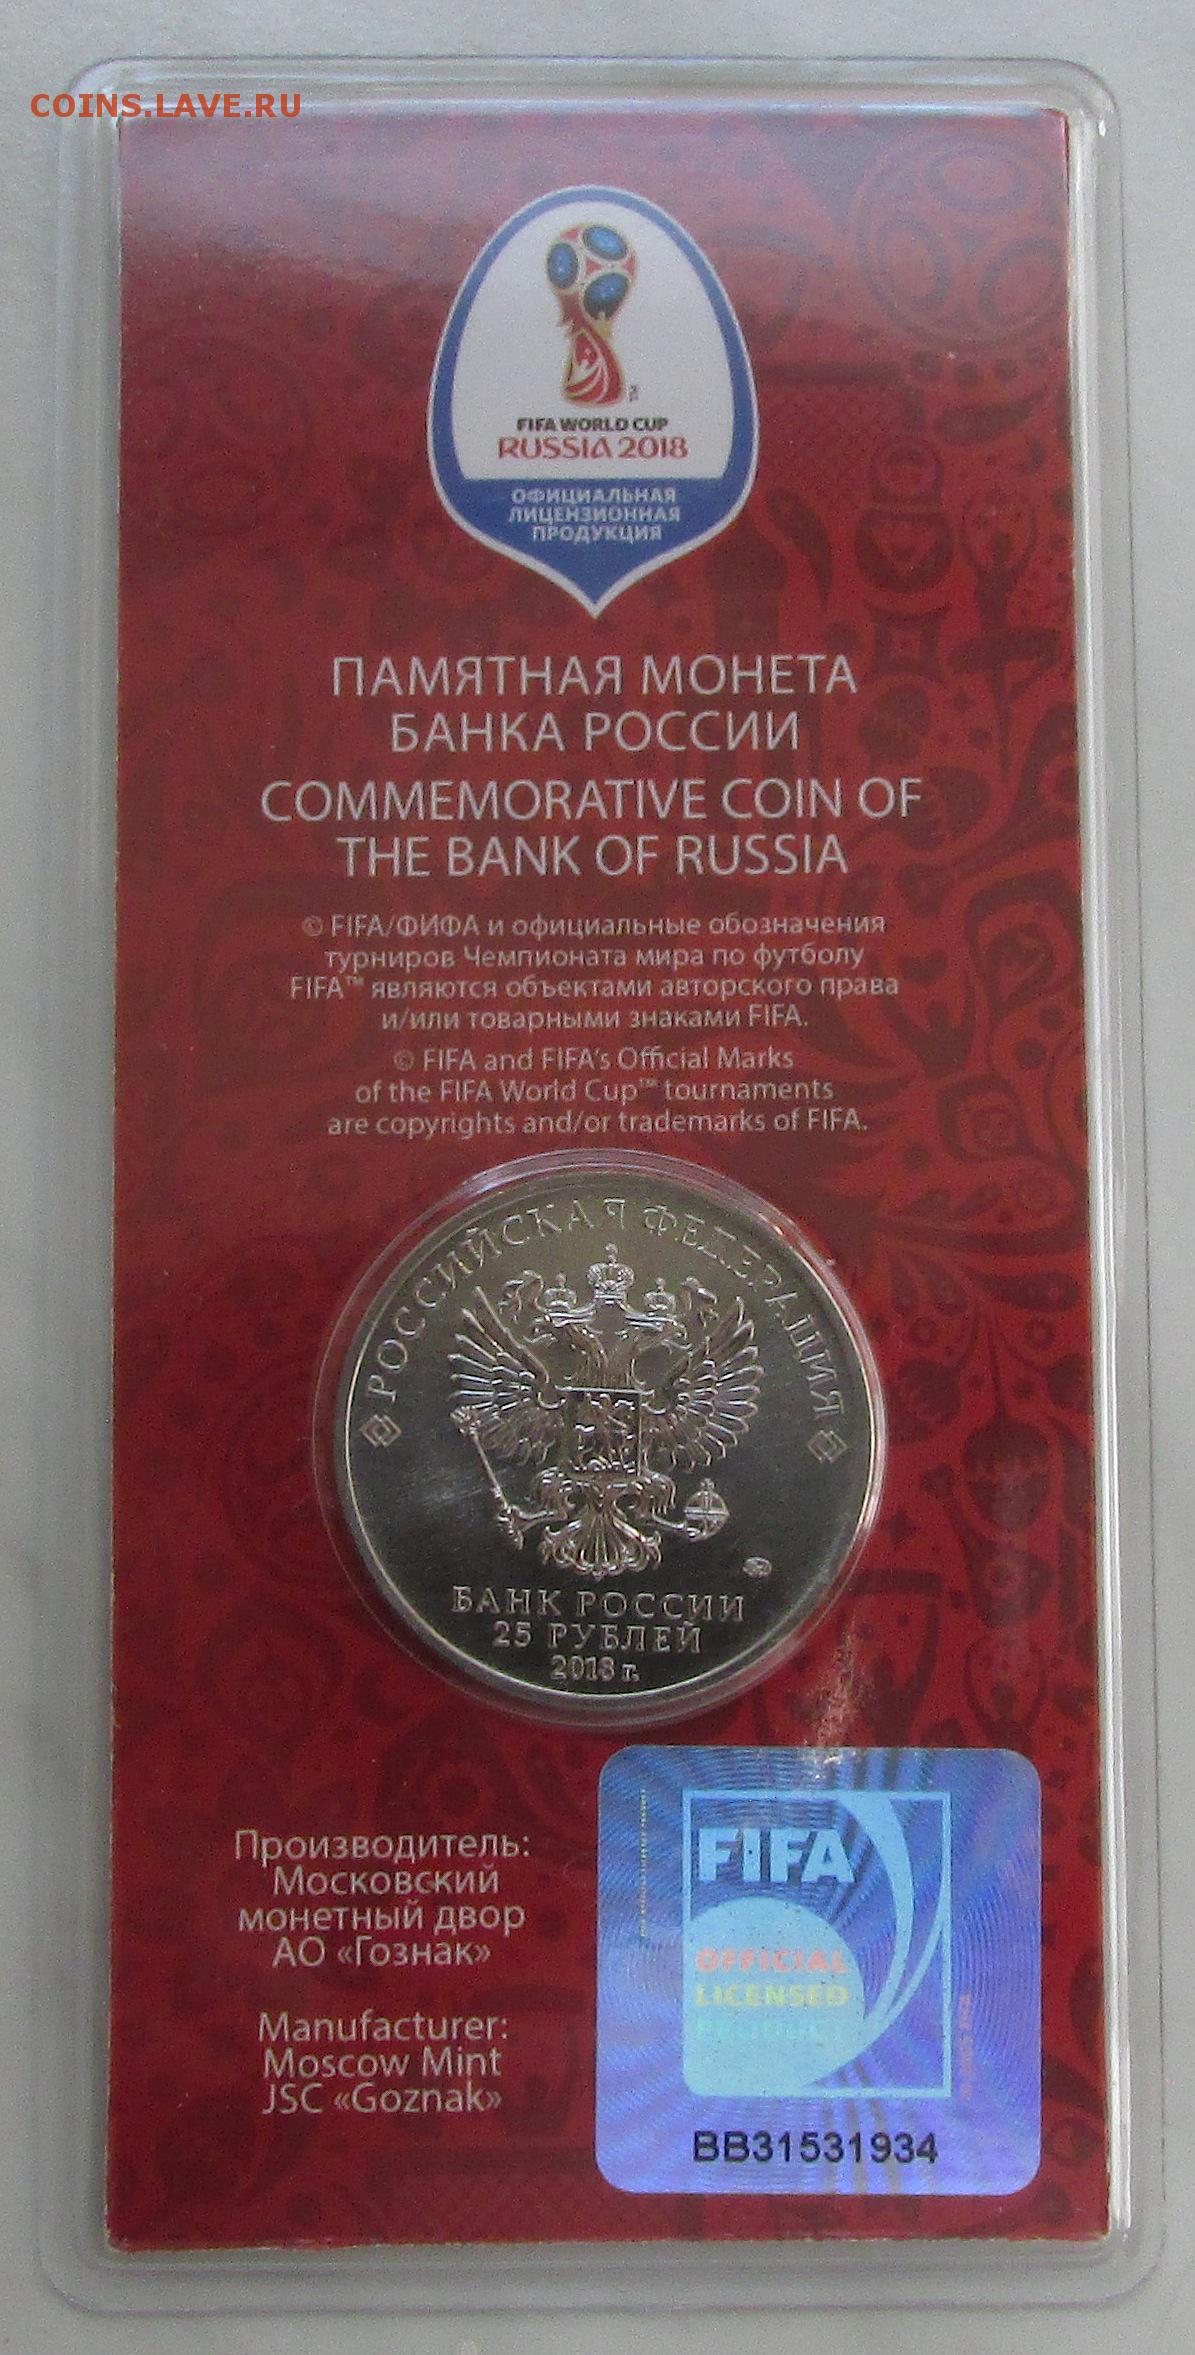 COINS.LAVE.RU
FIFA WORLD CUP
RUSSIA 2018
ОФИЦИАЛЬНАЯ
ЛИЦЕНЗИОННАЯ
ПРОДУКЦИЯ
ПАМЯТНАЯ МОНЕТА
БАНКА РОССИИ
COMMEMORATIVE COIN OF
THE BANK OF RUSSIA
© FIFA/ФИФА и официальные обозначения
турниров Чемпионата мира по футболу
FIFA™ являются объектами авторского права
и/или товарными знаками FIFA.
© FIFA and FIFA's Official Marks
of the FIFA World Cup™ tournaments
are copyrights and/or trademarks of FIFA.
РОССИЙСКАЯ ФЕДЕРАЦИЯ
БАНК РОССИИ
25 РУБЛЕЙ
2018 г.
Производитель:
Московский
монетный двор
АО «Гознак»
Manufacturer:
Moscow Mint
JSC «Goznak»
FIFA
OFFICIAL
LICENSED
PRODUCT
BB31531934